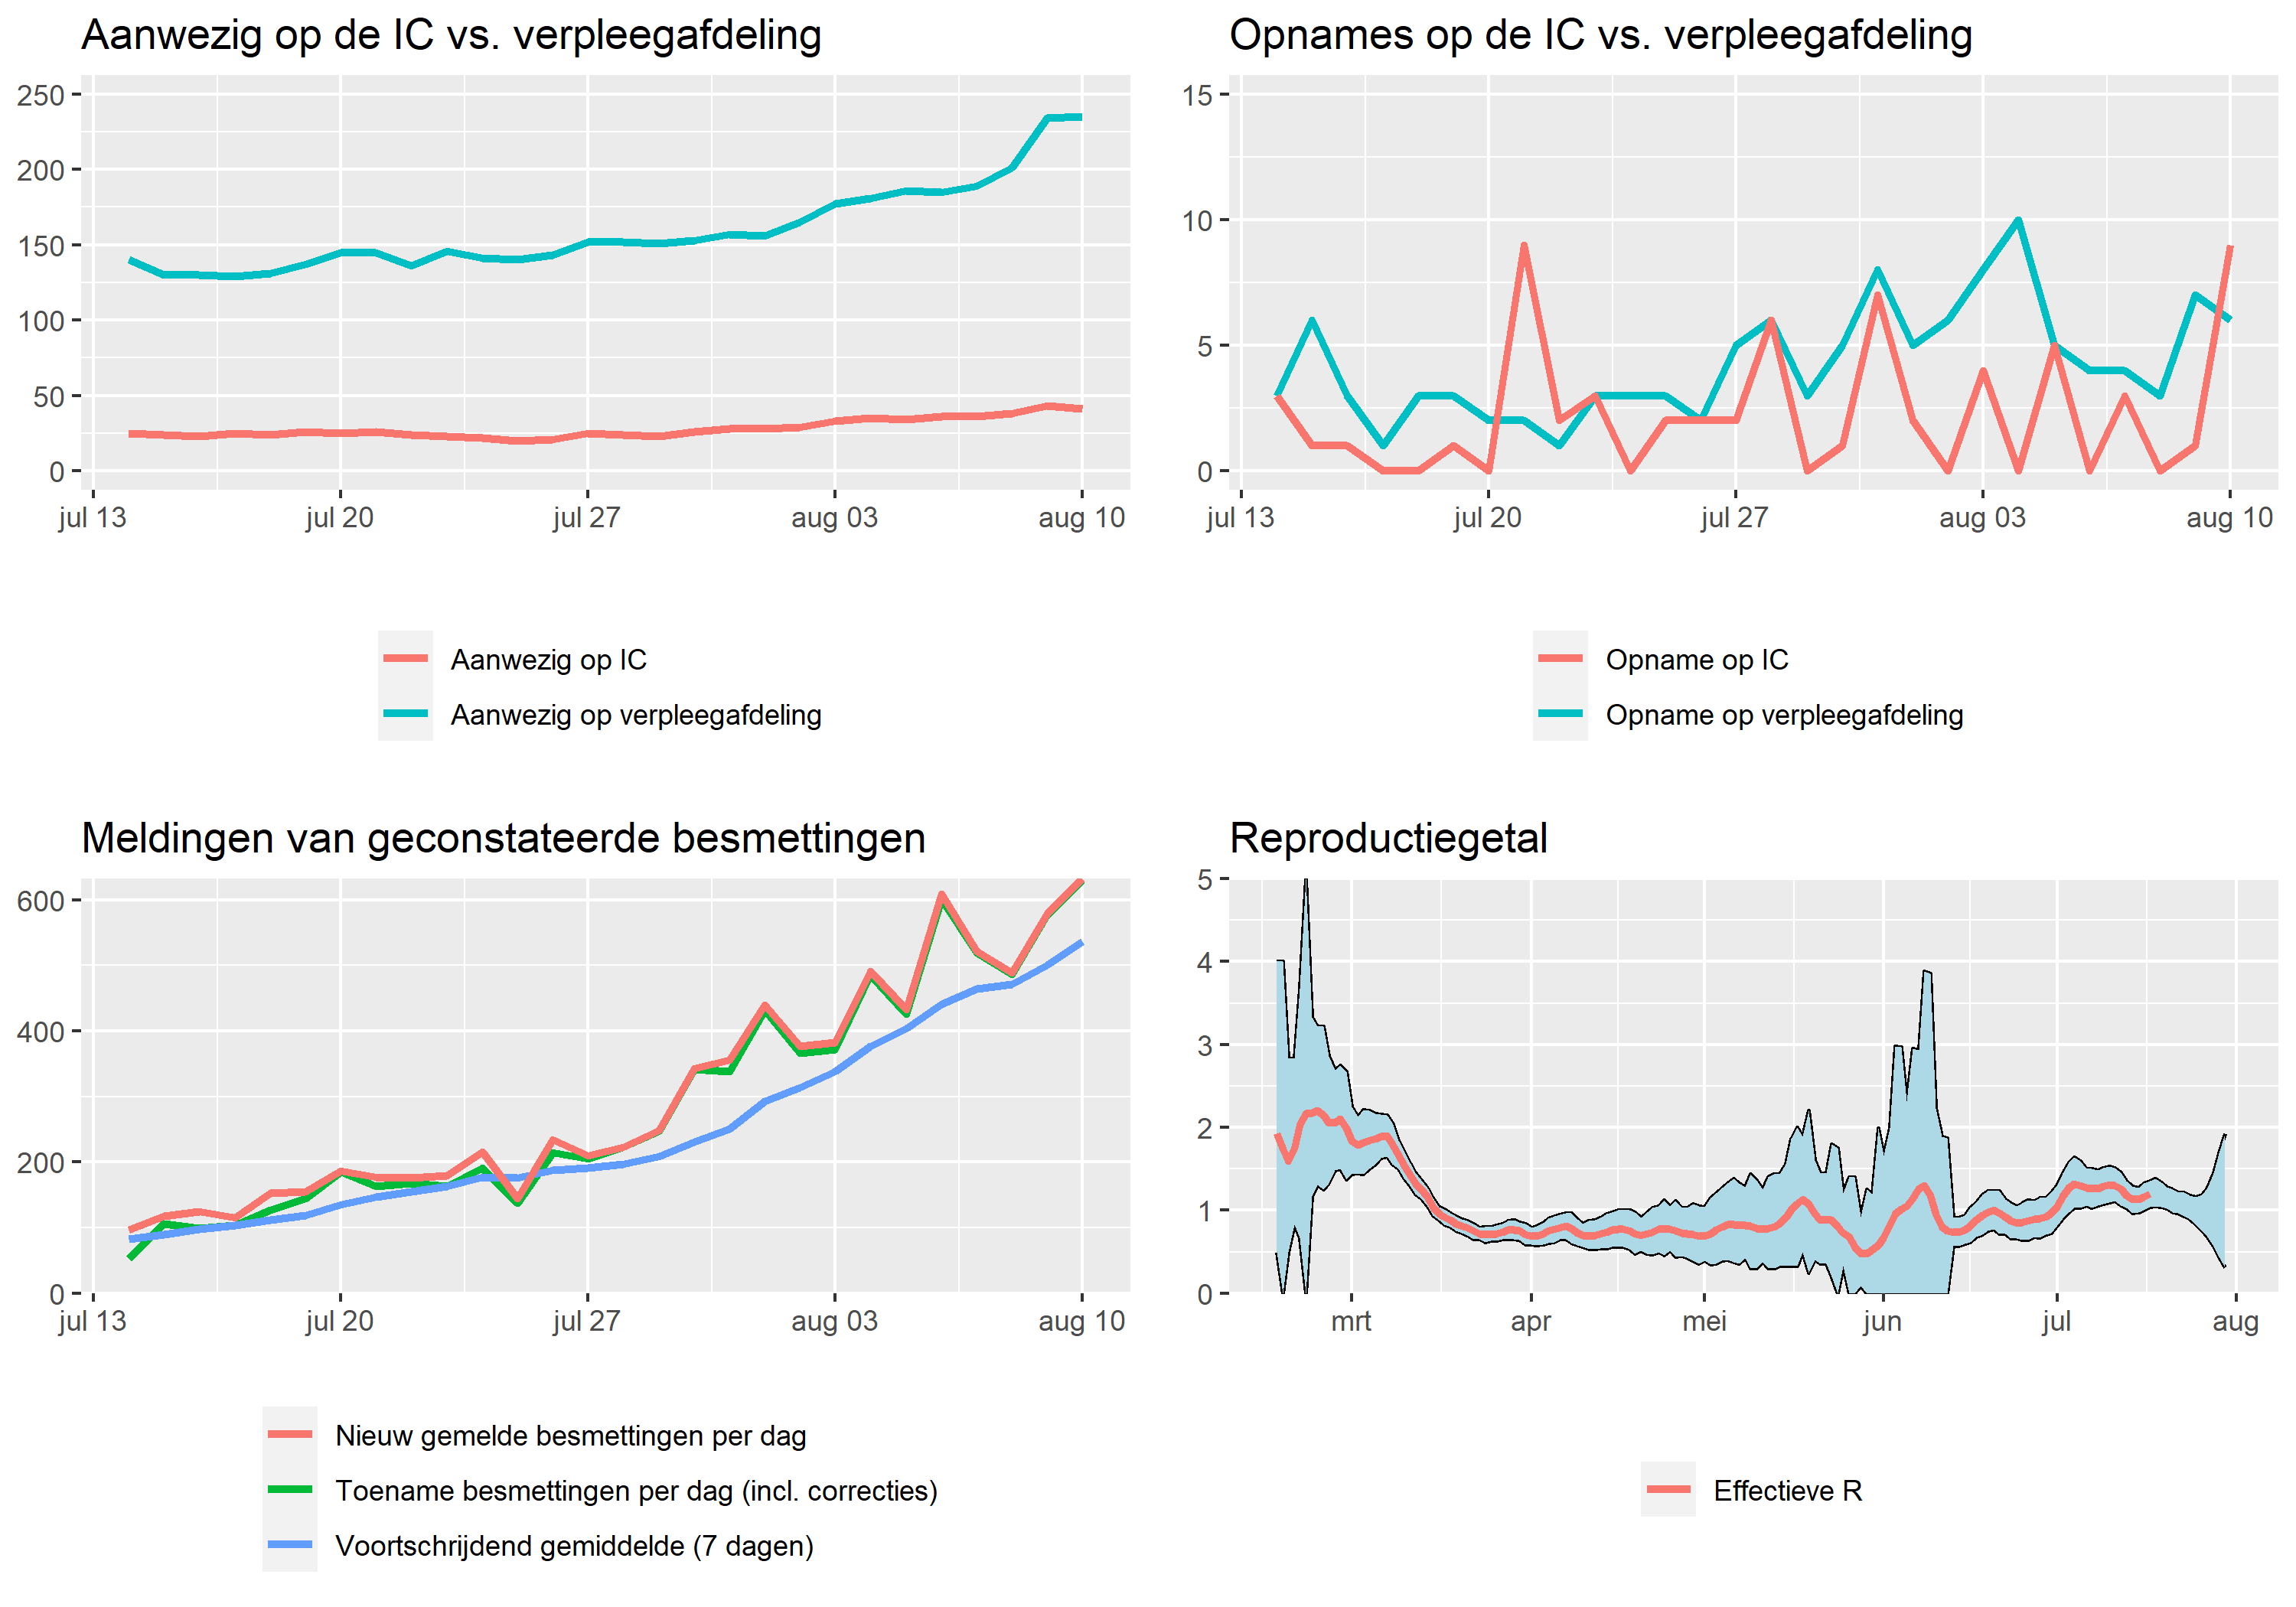 Aanwezig op de IC vs. verpleegafdeling
250
200
150
100
50
0
jul 13 jul 20 jul 27 aug 03 aug 10
Aanwezig op IC
Aanwezig op verpleegafdeling
Opnames op de IC vs. verpleegafdeling
15
10
5
0
jul 13 jul 20 jul 27 aug 03 aug 10
Opname op IC
Opname op verpleegafdeling
Meldingen van geconstateerde besmettingen
600
400
200
0
jul 13 jul 20 jul 27 aug 03 aug 10
Nieuw gemelde besmettingen per dag
Toename besmettingen per dag (incl. correcties)
Voortschrijdend gemiddelde (7 dagen)
Reproductiegetal
5
4
3
2
1
0
mrt apr mei jun jul aug
Effectieve R